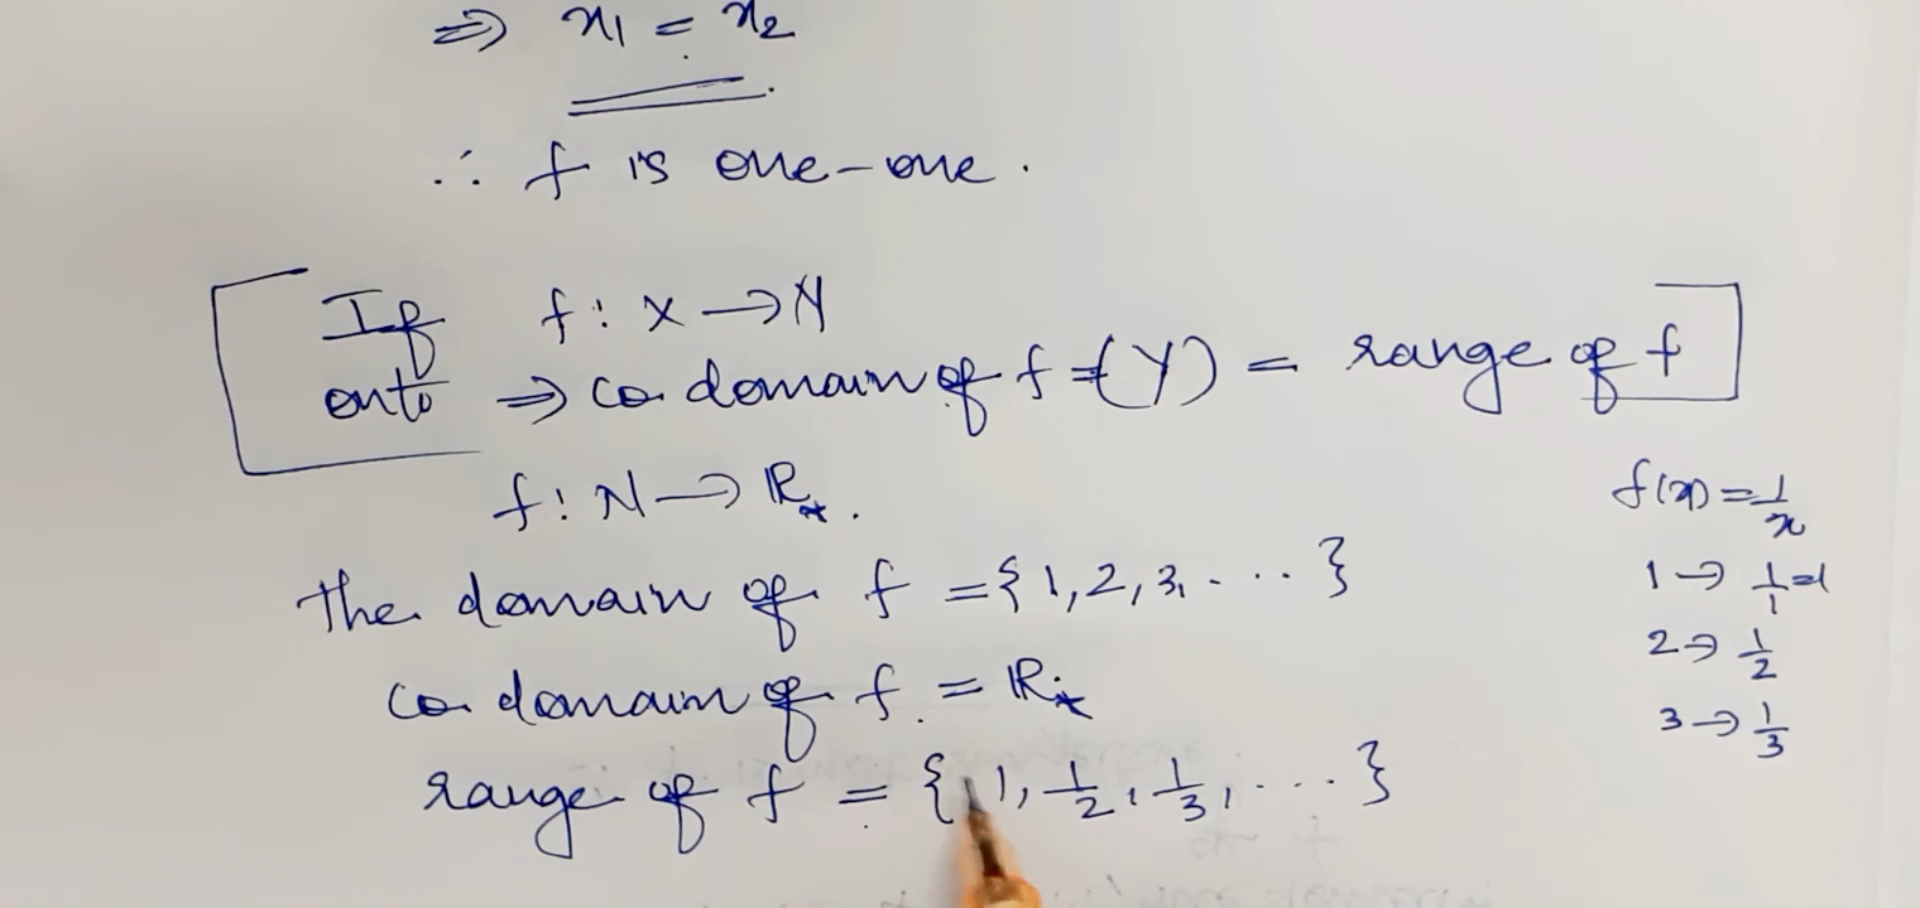 ⇒ x1 = x2
∴ f is one-one.
If f : X → Y
onto ⇒ co domain of f = (Y) = range of f
f : N → R*.
f(x) = 1/x
the domain of f = {1, 2, 3, ... }
1 → 1/1 = 1
2 → 1/2
co domain of f = R*
3 → 1/3
range of f = {1, 1/2, 1/3, ... }